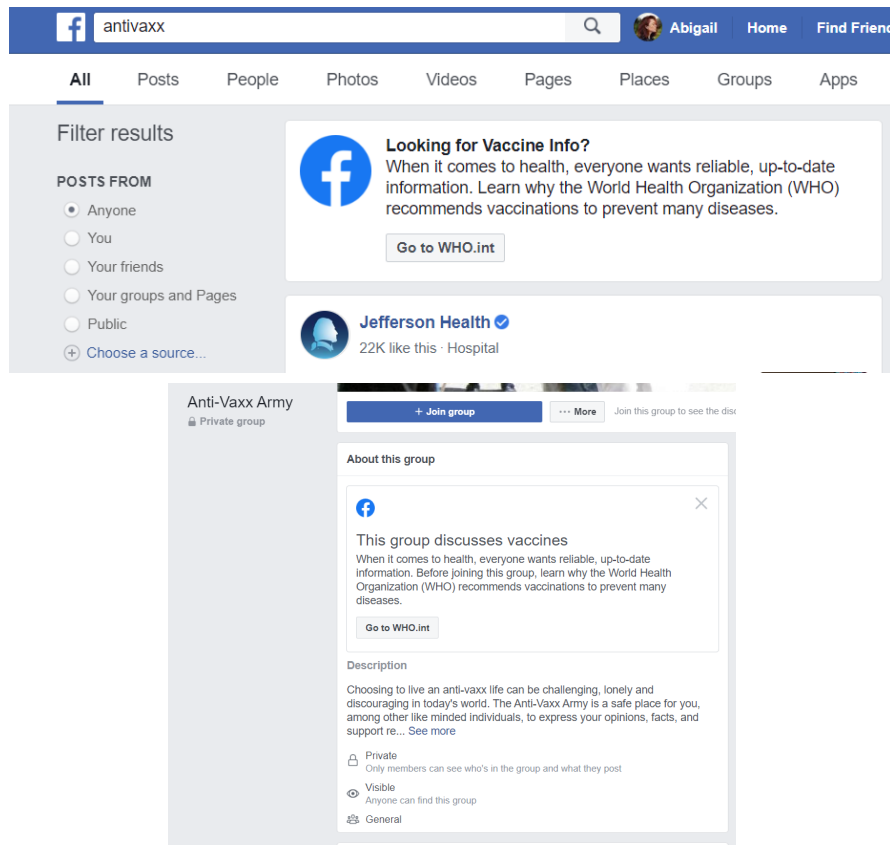 antivaxx
Abigail Home Find Frien
All Posts People Photos Videos Pages Places Groups Apps
Filter results
POSTS FROM
Anyone
You
Your friends
Your groups and Pages
Public
Choose a source...
Looking for Vaccine Info?
When it comes to health, everyone wants reliable, up-to-date
information. Learn why the World Health Organization (WHO)
recommends vaccinations to prevent many diseases.
Go to WHO.int
Jefferson Health
22K like this · Hospital
Anti-Vaxx Army
Private group
+ Join group ··· More Join this group to see the disc
About this group
This group discusses vaccines
When it comes to health, everyone wants reliable, up-to-date
information. Before joining this group, learn why the World Health
Organization (WHO) recommends vaccinations to prevent many
diseases.
Go to WHO.int
Description
Choosing to live an anti-vaxx life can be challenging, lonely and
discouraging in today's world. The Anti-Vaxx Army is a safe place for you,
among other like minded individuals, to express your opinions, facts, and
support re... See more
Private
Only members can see who's in the group and what they post
Visible
Anyone can find this group
General